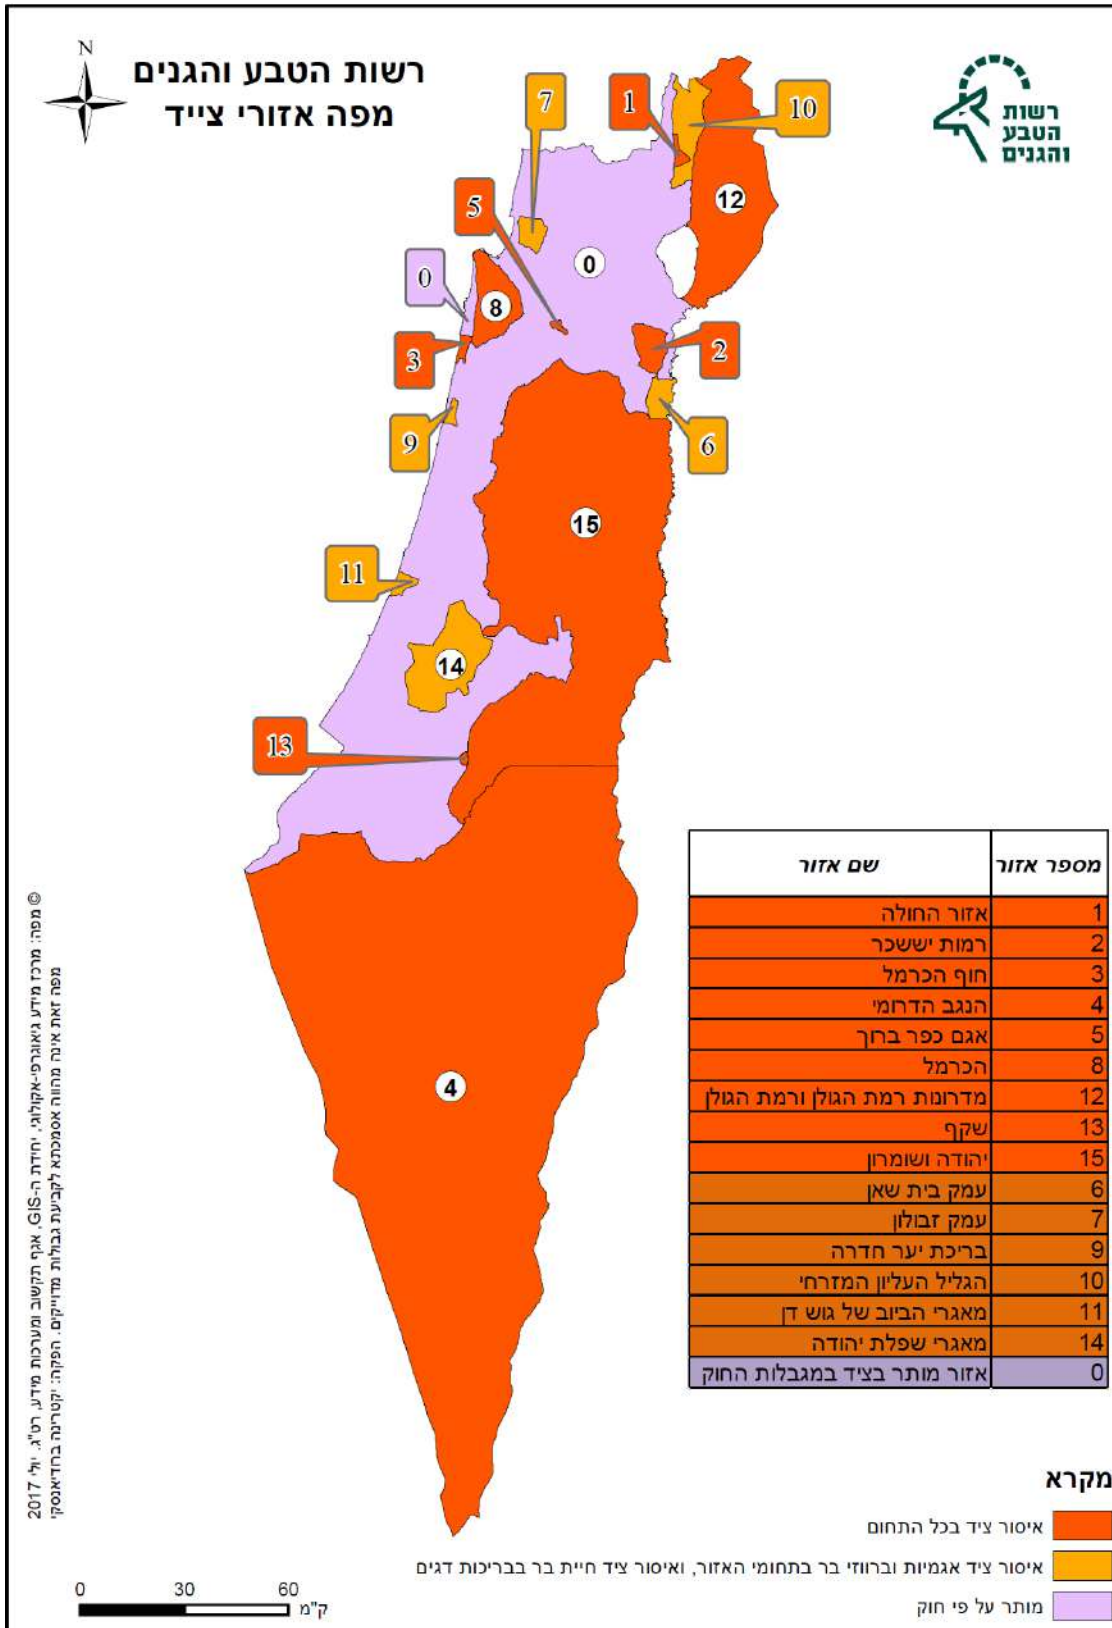 N
רשות הטבע והגנים
מפה אזורי צייד
רשות
הטבע
והגנים
7
1
10
12
5
0
0
8
3
2
9
6
15
11
14
13
4
מספר אזור שם אזור
1 אזור החולה
2 רמות יששכר
3 חוף הכרמל
4 הנגב הדרומי
5 אגם כפר ברוך
8 הכרמל
12 מדרונות רמת הגולן ורמת הגולן
13 שקף
15 יהודה ושומרון
6 עמק בית שאן
7 עמק זבולון
9 בריכת יער חדרה
10 הגליל העליון המזרחי
11 מאגרי הביוב של גוש דן
14 מאגרי שפלת יהודה
0 אזור מותר בציד במגבלות החוק
מקרא
איסור ציד בכל התחום
איסור ציד אגמיות וברווזי בר בתחומי האזור, ואיסור ציד חיית בר בבריכות דגים
מותר על פי חוק
0 30 60
ק"מ
© מפה: מרכז מידע גיאוגרפי-אקולוגי, יחידת ה-GIS, אגף תקשוב ומערכות מידע, רט"ג. יולי 2017
מפה זאת אינה מהווה אסמכתא לקביעת גבולות מדוייקים. הפקה: יקטרינה ברודיאנסקי